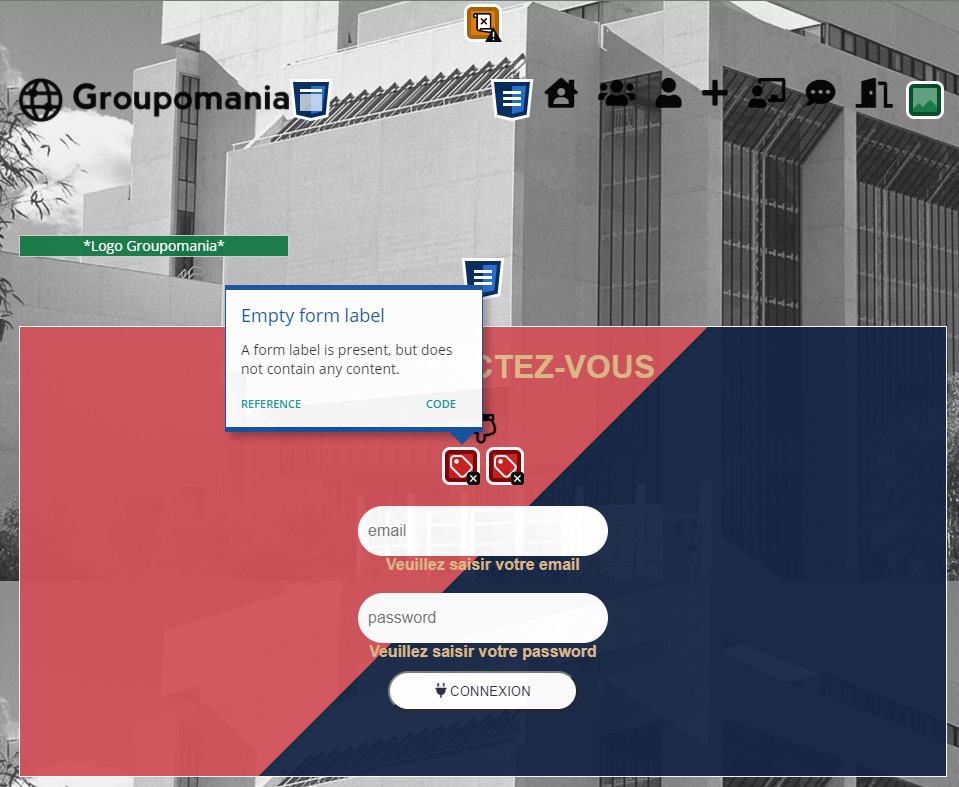 Groupomania
*Logo Groupomania*
Empty form label
A form label is present, but does
not contain any content.
REFERENCE CODE
CTEZ-VOUS
email
Veuillez saisir votre email
password
Veuillez saisir votre password
CONNEXION